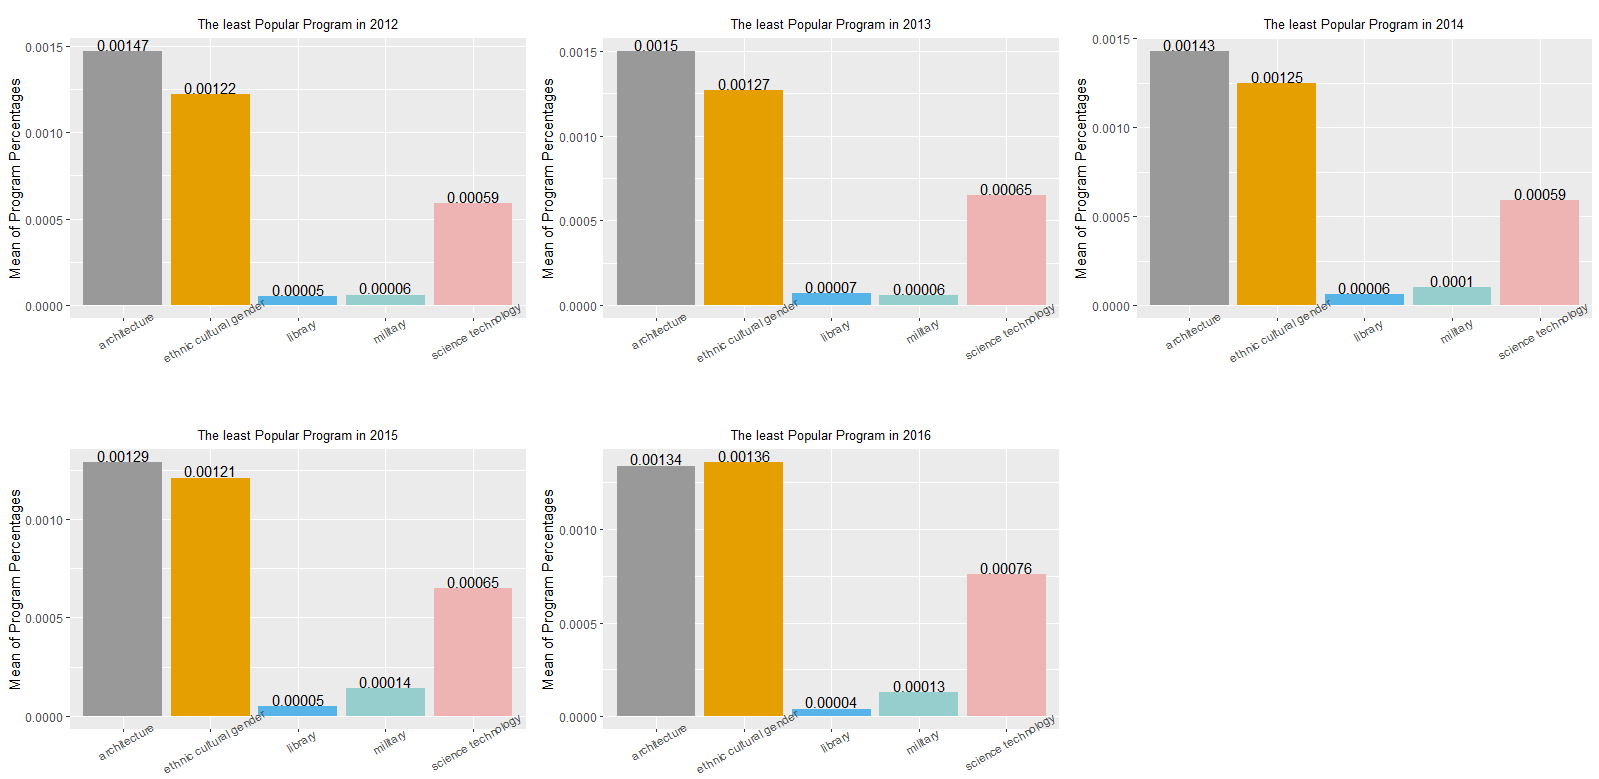 The least Popular Program in 2012
Mean of Program Percentages
0.0015
0.0010
0.0005
0.0000
0.00147
0.00122
0.00005
0.00006
0.00059
architecture
ethnic cultural gender
library
military
science technology
The least Popular Program in 2013
Mean of Program Percentages
0.0015
0.0010
0.0005
0.0000
0.0015
0.00127
0.00007
0.00006
0.00065
architecture
ethnic cultural gender
library
military
science technology
The least Popular Program in 2014
Mean of Program Percentages
0.0015
0.0010
0.0005
0.0000
0.00143
0.00125
0.00006
0.0001
0.00059
architecture
ethnic cultural gender
library
military
science technology
The least Popular Program in 2015
Mean of Program Percentages
0.0010
0.0005
0.0000
0.00129
0.00121
0.00005
0.00014
0.00065
architecture
ethnic cultural gender
library
military
science technology
The least Popular Program in 2016
Mean of Program Percentages
0.0010
0.0005
0.0000
0.00134
0.00136
0.00004
0.00013
0.00076
architecture
ethnic cultural gender
library
military
science technology